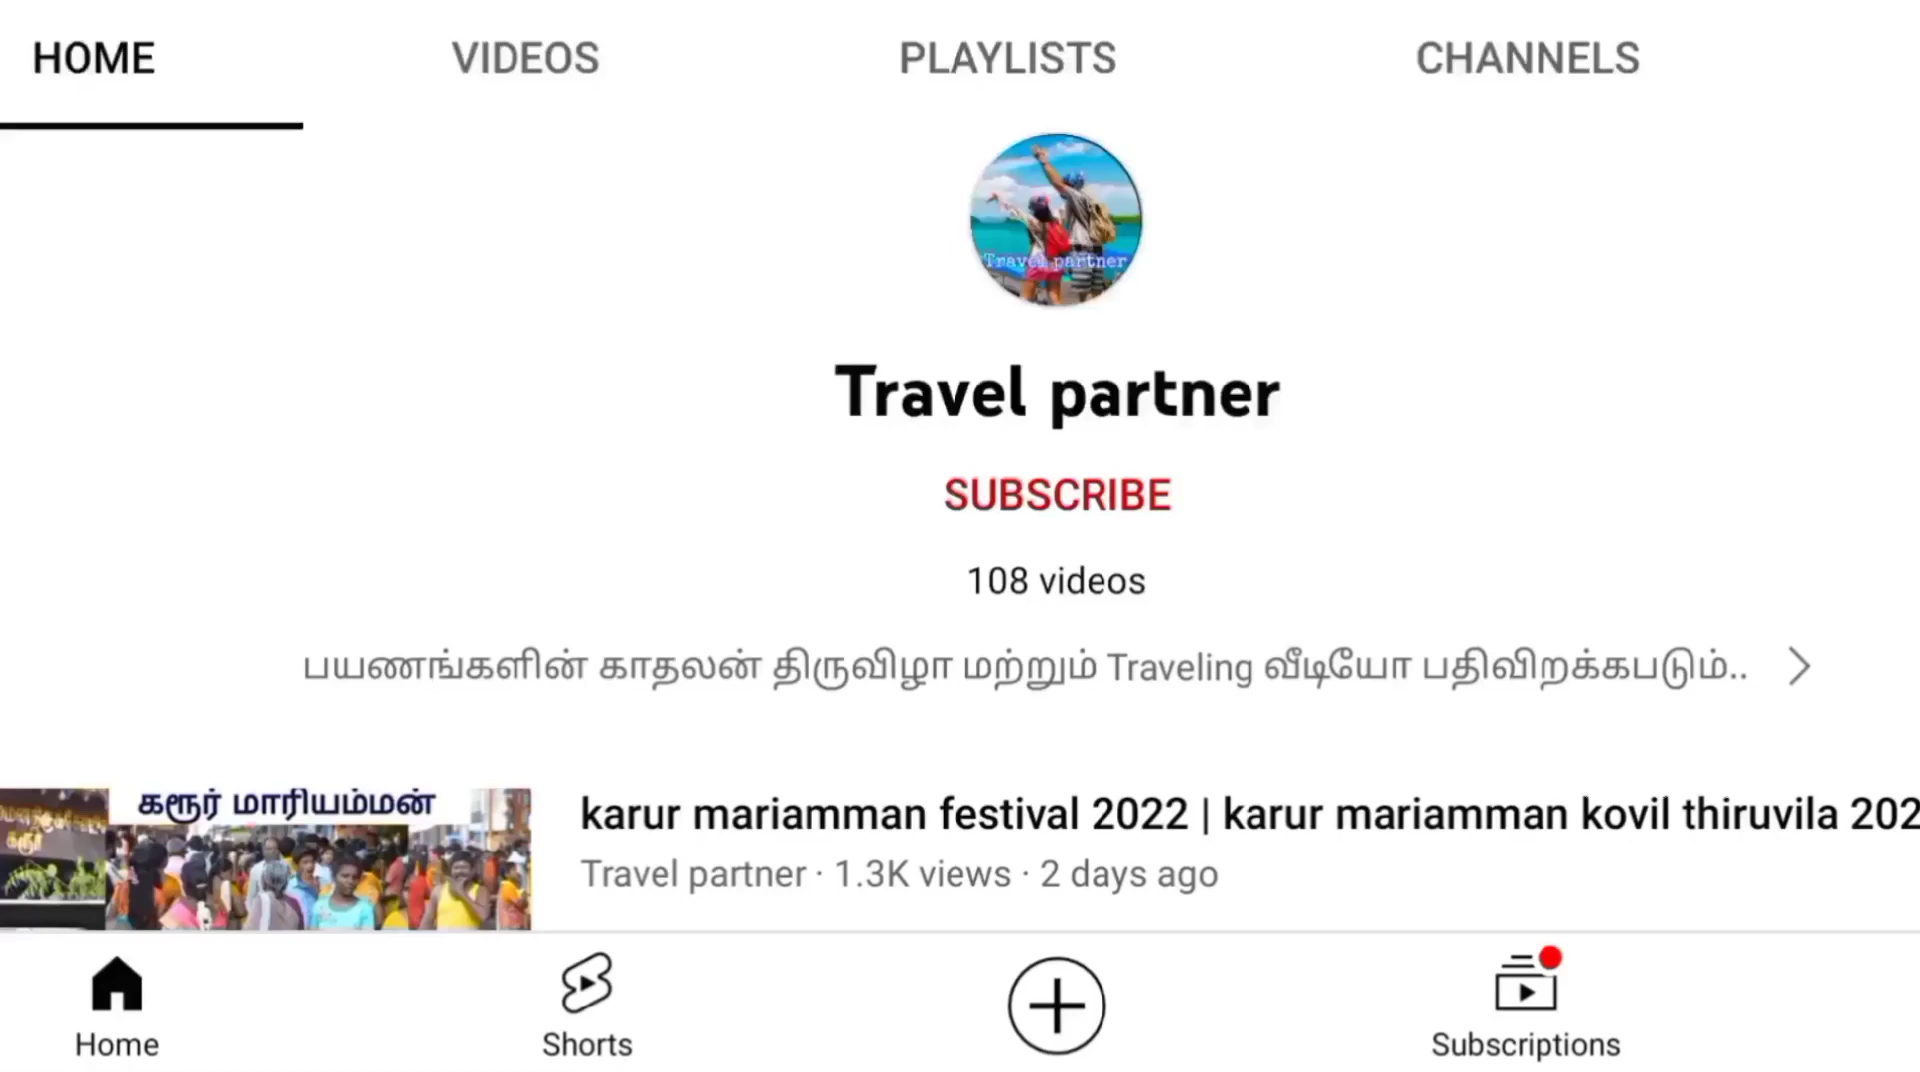 HOME VIDEOS PLAYLISTS CHANNELS
Travel partner
Travel partner
SUBSCRIBE
108 videos
பயணங்களின் காதலன் திருவிழா மற்றும் Traveling வீடியோ பதிவிறக்கபடும்..
கரூர் மாரியம்மன்
கரூர்
karur mariamman festival 2022 | karur mariamman kovil thiruvila 202
Travel partner · 1.3K views · 2 days ago
Home Shorts Subscriptions